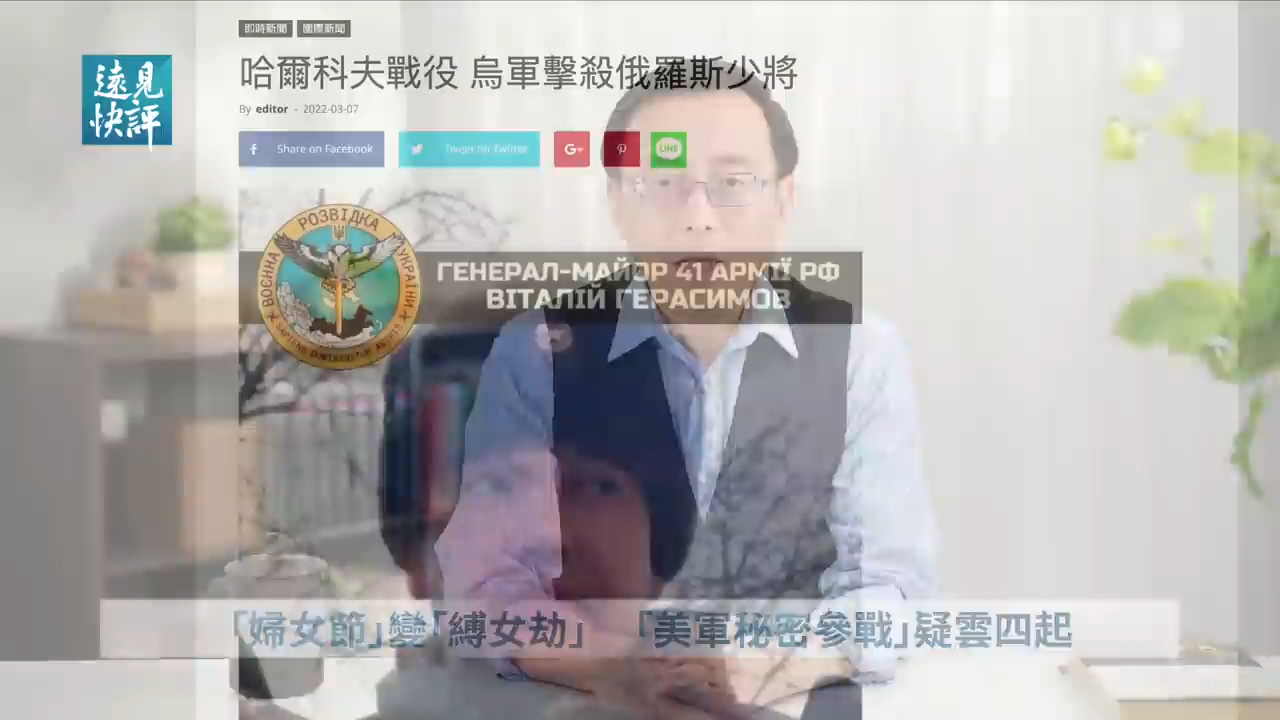 即時新聞 國際新聞
遠見
快評
哈爾科夫戰役 烏軍擊殺俄羅斯少將
By editor - 2022-03-07
f Share on Facebook Tweet on Twitter G+ LINE
РОЗВІДКА
ВОЄННА
УКРАЇНИ
ГЕНЕРАЛ-МАЙОР 41 АРМІЇ РФ
ВІТАЛІЙ ГЕРАСИМОВ
「婦女節」變「縛女劫」 「美軍秘密參戰」疑雲四起